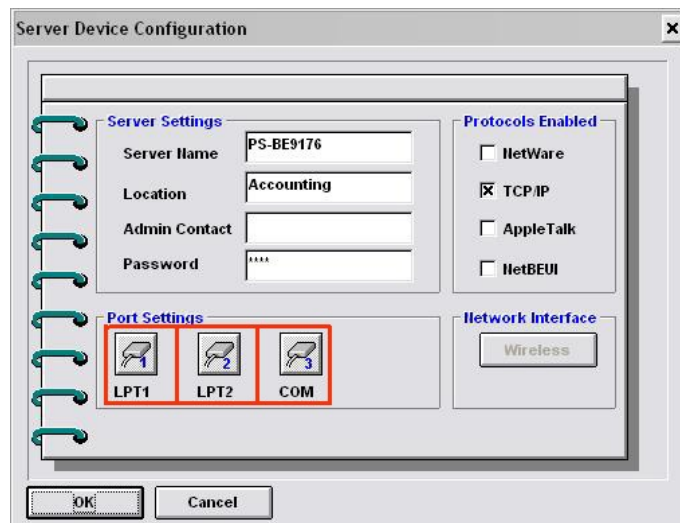 Server Device Configuration
Server Settings
Server Name
PS-BE9176
Location
Accounting
Admin Contact
Password
****
Protocols Enabled
NetWare
TCP/IP
AppleTalk
NetBEUI
Port Settings
1
LPT1
2
LPT2
3
COM
Network Interface
Wireless
OK
Cancel